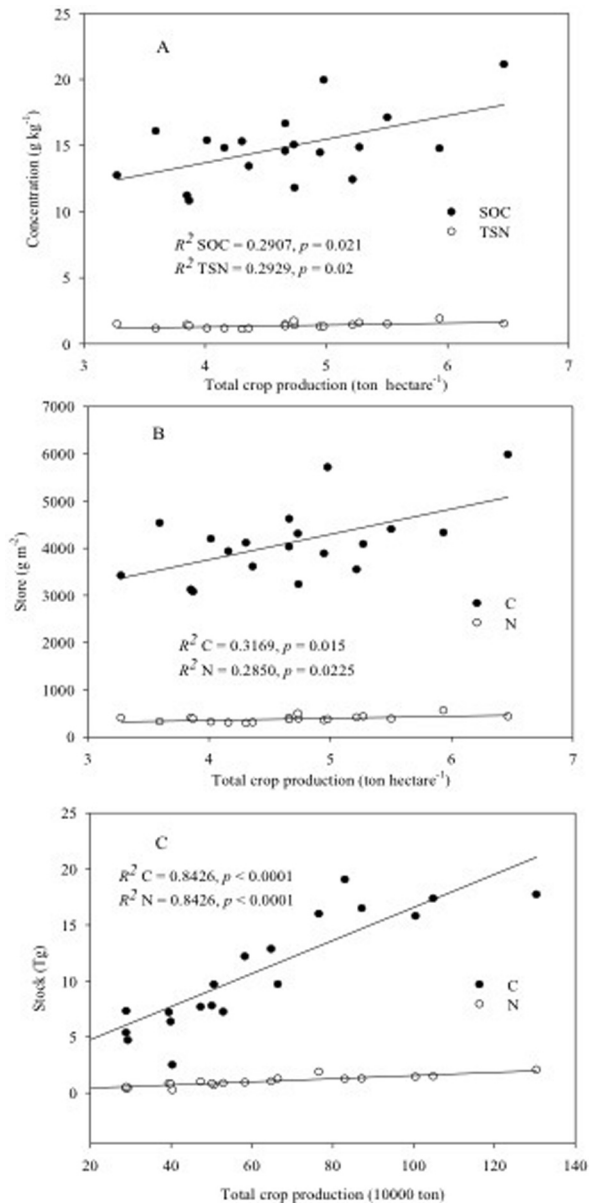 A
25
20
15
10
5
0
Concentration (g kg⁻¹)
SOC
TSN
R² SOC = 0.2907, p = 0.021
R² TSN = 0.2929, p = 0.02
3 4 5 6 7
Total crop production (ton hectare⁻¹)
B
7000
6000
5000
4000
3000
2000
1000
0
Store (g m⁻²)
C
N
R² C = 0.3169, p = 0.015
R² N = 0.2850, p = 0.0225
3 4 5 6 7
Total crop production (ton hectare⁻¹)
C
25
20
15
10
5
0
Stock (Tg)
R² C = 0.8426, p < 0.0001
R² N = 0.8426, p < 0.0001
C
N
20 40 60 80 100 120 140
Total crop production (10000 ton)